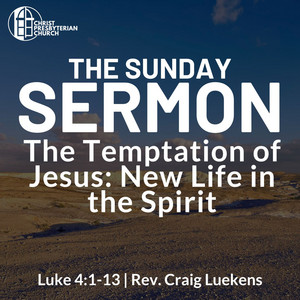 CHRIST
PRESBYTERIAN
CHURCH
THE SUNDAY
SERMON
The Temptation of
Jesus: New Life in
the Spirit
Luke 4:1-13 | Rev. Craig Luekens